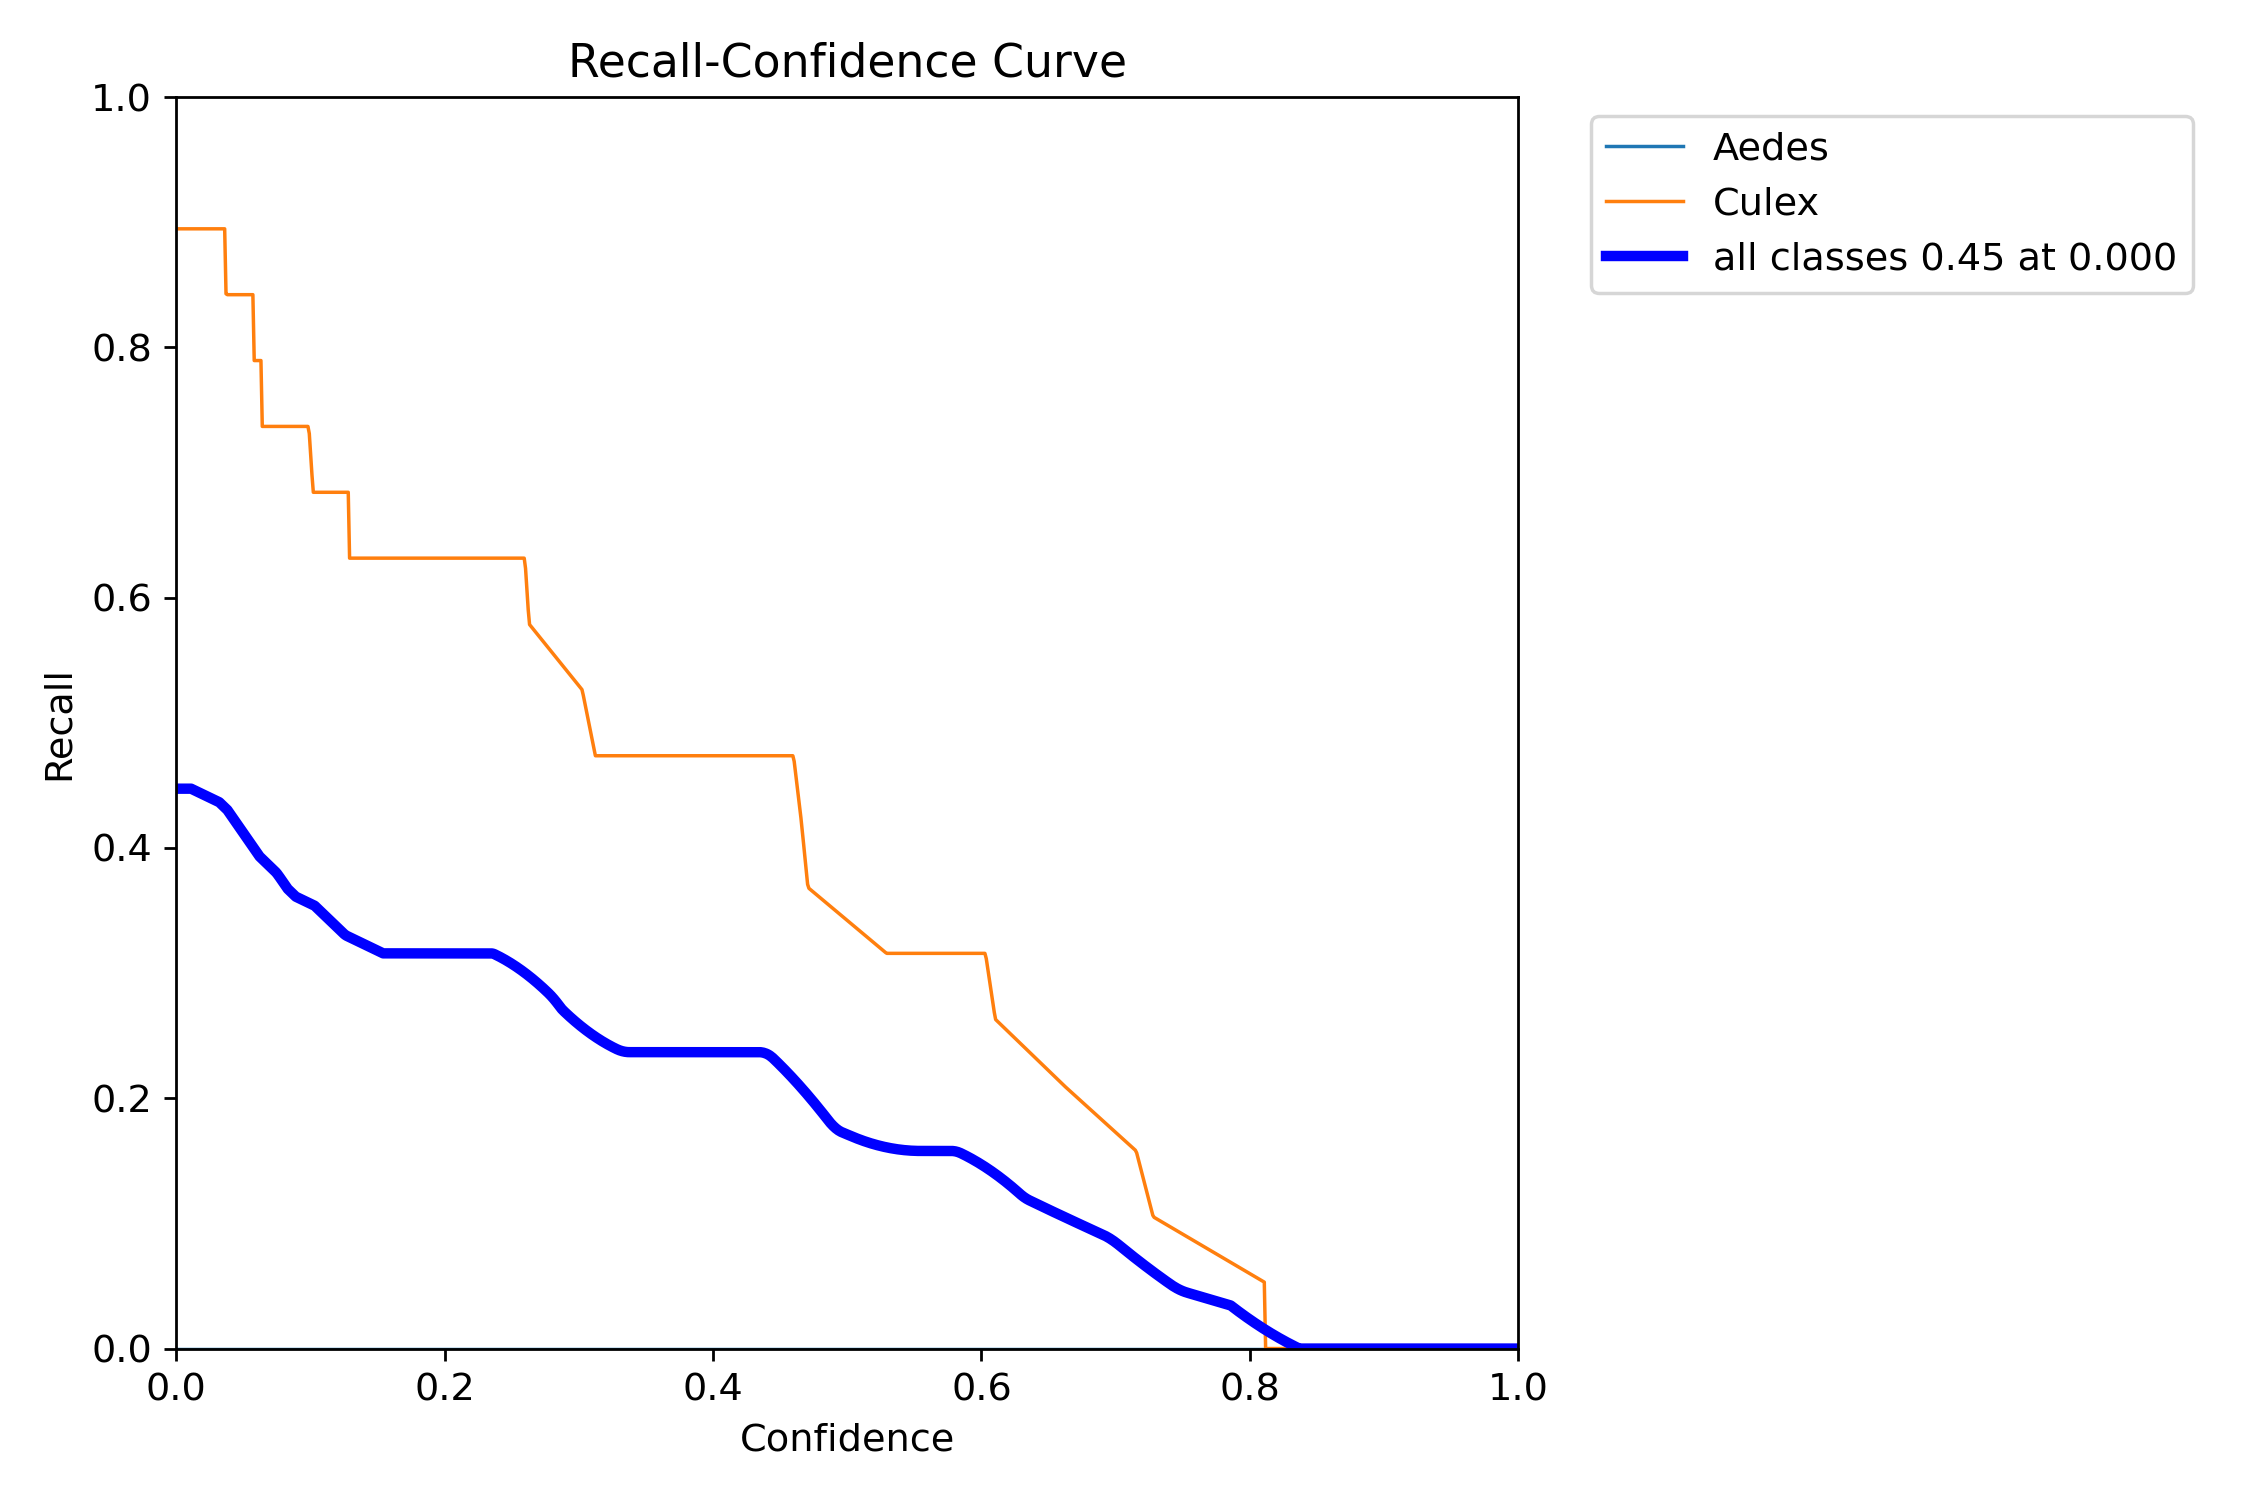 Recall-Confidence Curve
1.0
0.8
0.6
0.4
0.2
0.0
Recall
0.0 0.2 0.4 0.6 0.8 1.0
Confidence
Aedes
Culex
all classes 0.45 at 0.000